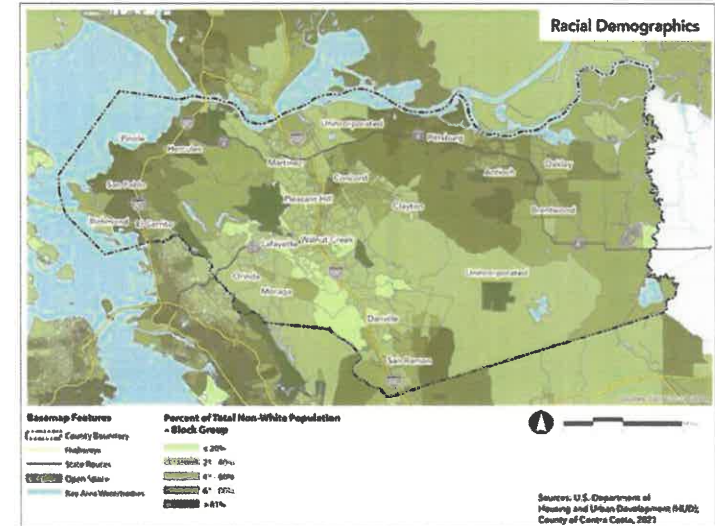 Racial Demographics
Unincorporated
Pinole
Hercules
Pittsburg
Martinez
Concord
Antioch
Oakley
San Pablo
Pleasant Hill
Clayton
Brentwood
Richmond
El Cerrito
Lafayette
Walnut Creek
Orinda
Unincorporated
Moraga
Danville
San Ramon
Basemap Features
County Boundary
Highways
State Routes
Open Space
Bay Area Waterbodies
Percent of Total Non-White Population
- Block Group
≤ 20%
Sources: U.S. Department of
Housing and Urban Development (HUD);
County of Contra Costa, 2021